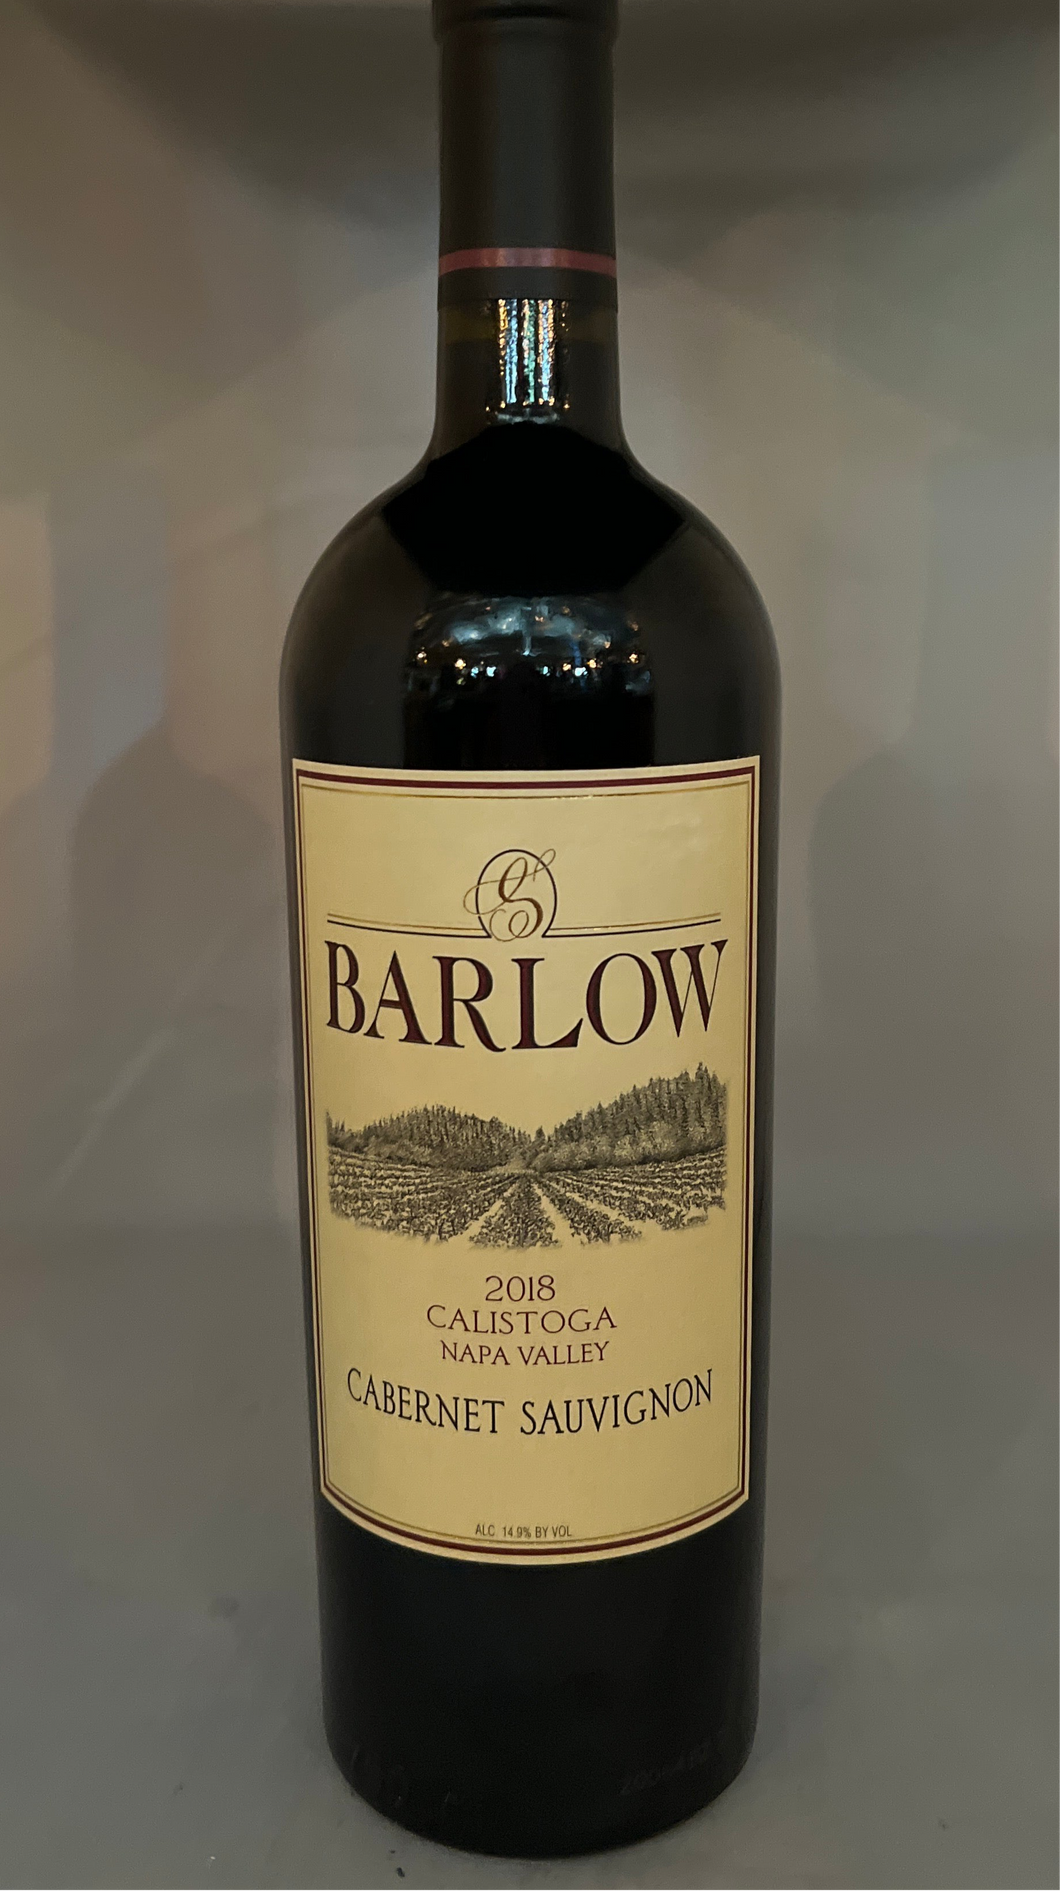 BARLOW
2018
CALISTOGA
NAPA VALLEY
CABERNET SAUVIGNON
ALC. 14.9% BY VOL.